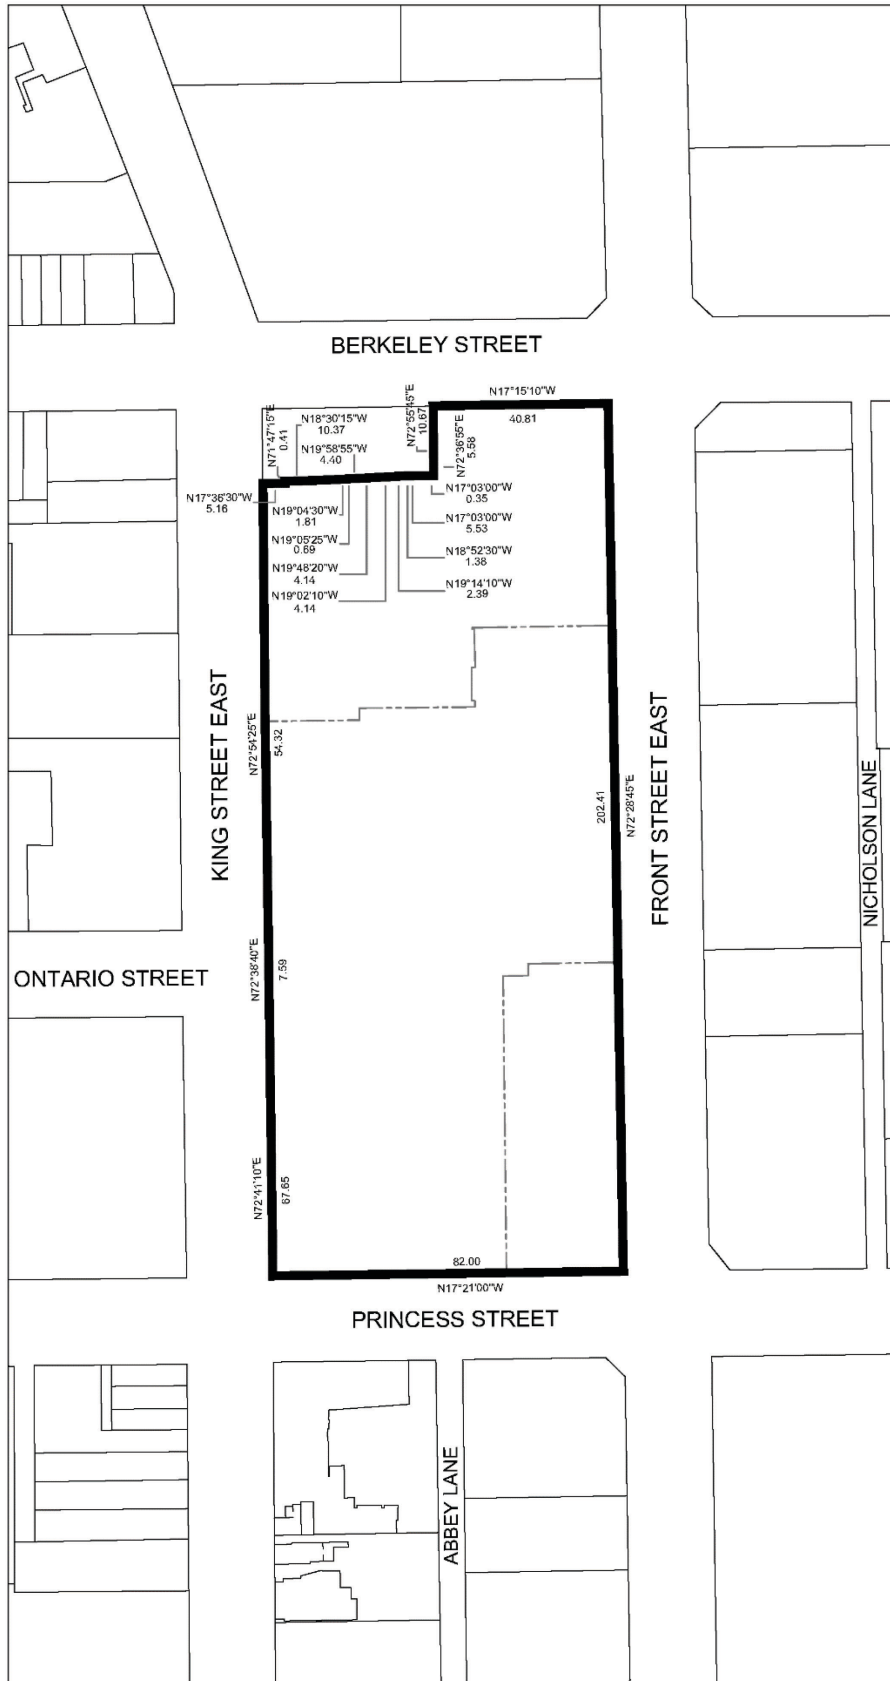 BERKELEY STREET
N17°15'10"W
40.81
N71°47'15"E
0.41
N18°30'15"W
10.37
N19°58'55"W
4.40
N72°55'45"E
10.67
N72°36'55"E
5.58
N17°36'30"W
5.16
N17°03'00"W
0.35
N19°04'30"W
1.81
N17°03'00"W
5.53
N19°05'25"W
0.69
N18°52'30"W
1.38
N19°48'20"W
4.14
N19°14'10"W
2.39
N19°02'10"W
4.14
KING STREET EAST
N72°54'25"E
54.32
202.41
N72°28'45"E
FRONT STREET EAST
NICHOLSON LANE
ONTARIO STREET
N72°38'40"E
7.59
N72°41'10"E
67.65
82.00
N17°21'00"W
PRINCESS STREET
ABBEY LANE